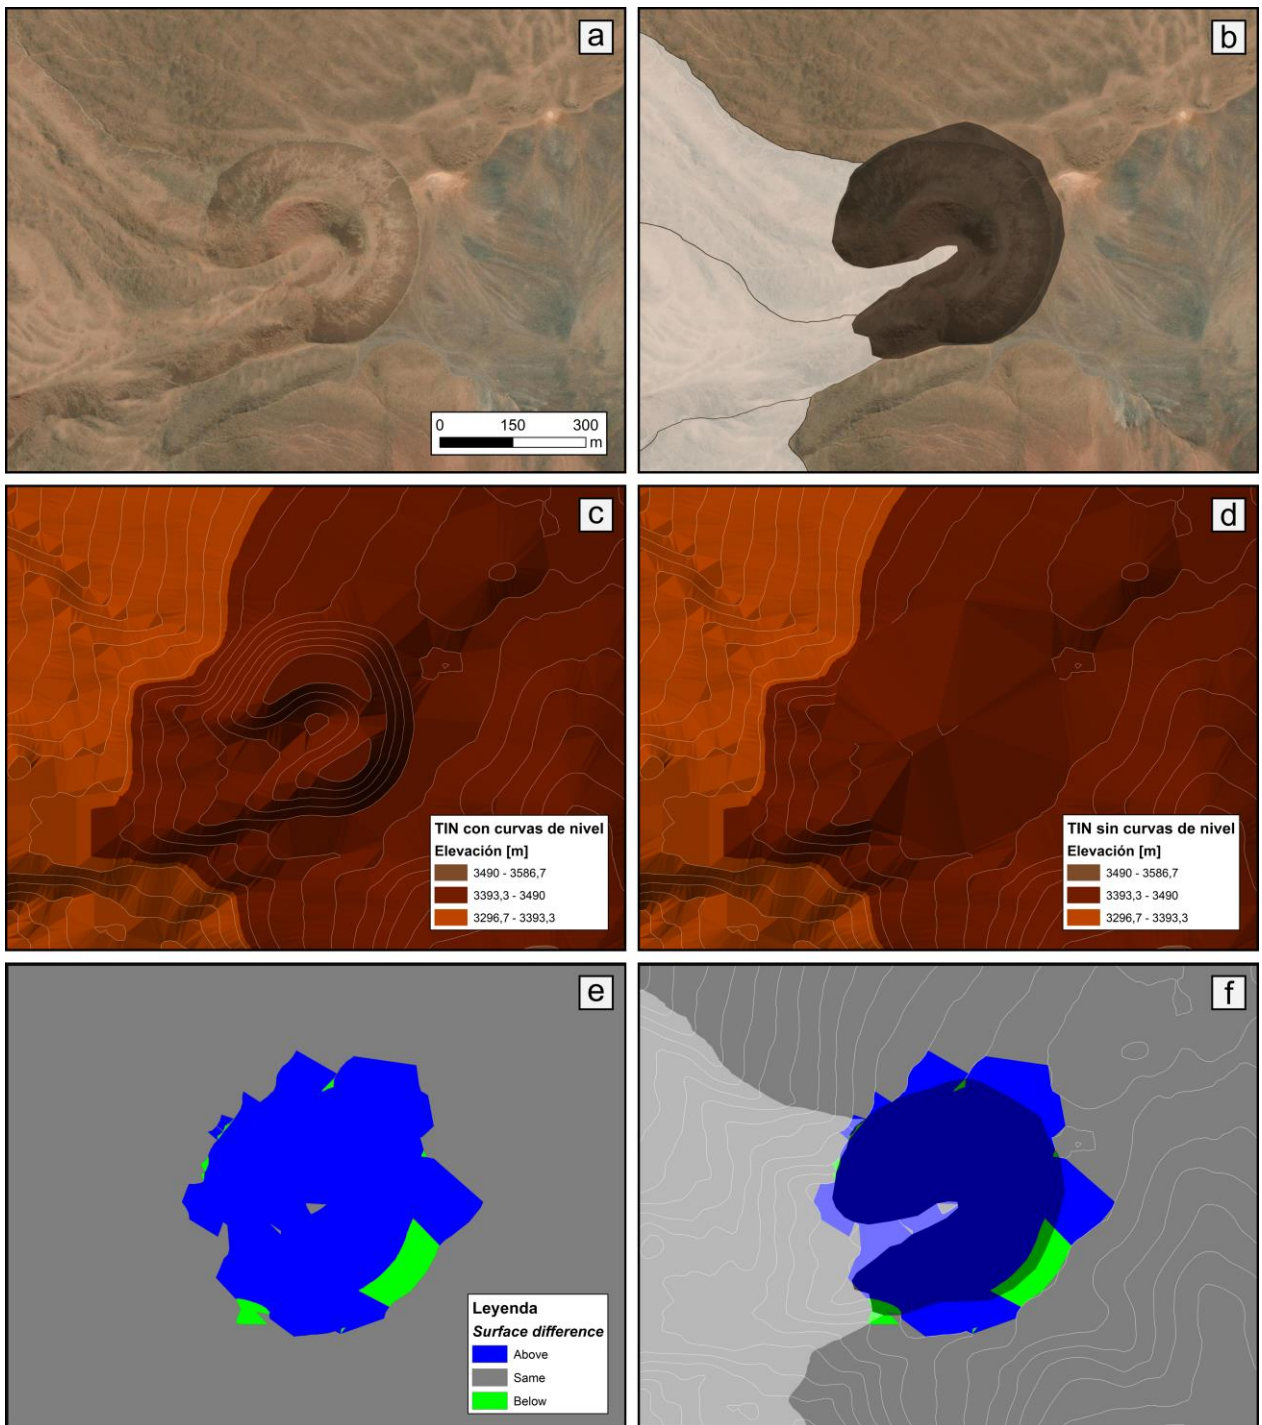 a
b
0 150 300
m
c
d
TIN con curvas de nivel
Elevación [m]
3490 - 3586,7
3393,3 - 3490
3296,7 - 3393,3
TIN sin curvas de nivel
Elevación [m]
3490 - 3586,7
3393,3 - 3490
3296,7 - 3393,3
e
f
Leyenda
Surface difference
Above
Same
Below